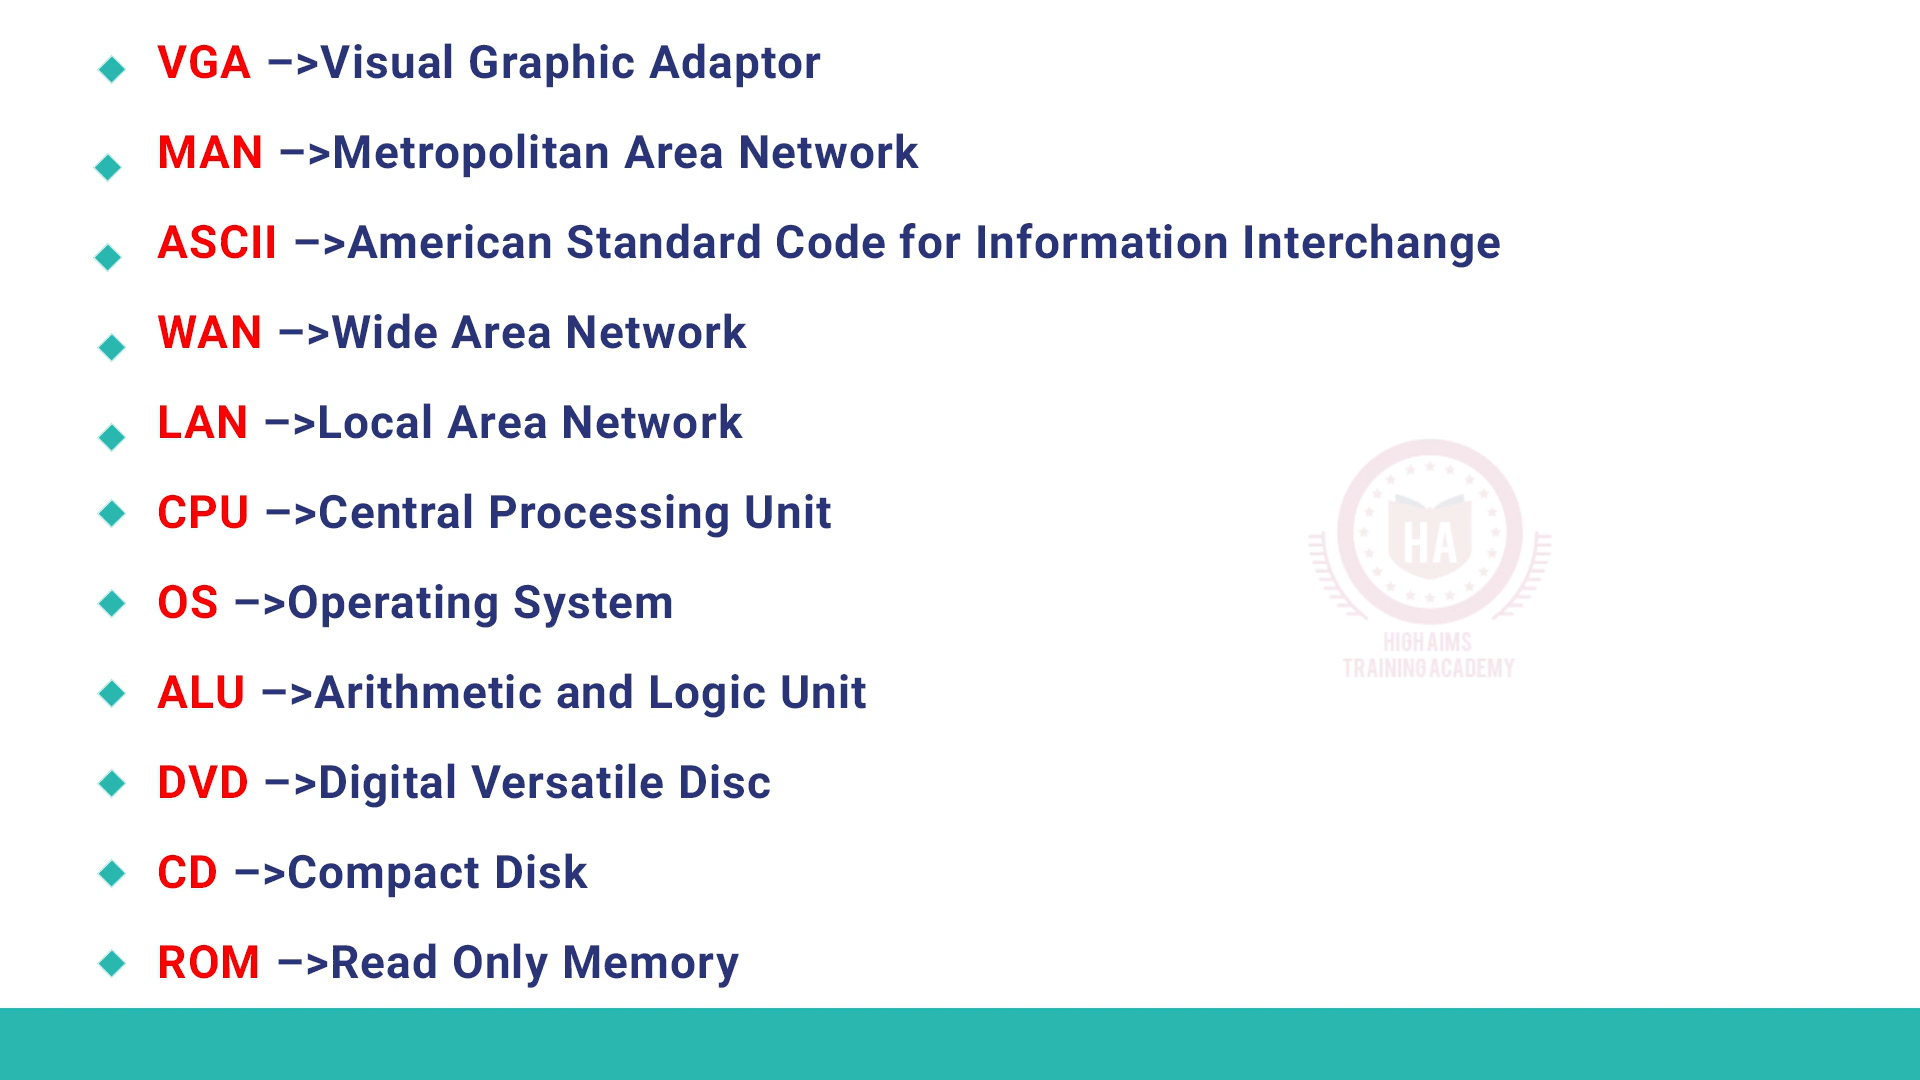 VGA –>Visual Graphic Adaptor
MAN –>Metropolitan Area Network
ASCII –>American Standard Code for Information Interchange
WAN –>Wide Area Network
LAN –>Local Area Network
CPU –>Central Processing Unit
OS –>Operating System
ALU –>Arithmetic and Logic Unit
DVD –>Digital Versatile Disc
CD –>Compact Disk
ROM –>Read Only Memory
HA
HIGH AIMS
TRAINING ACADEMY